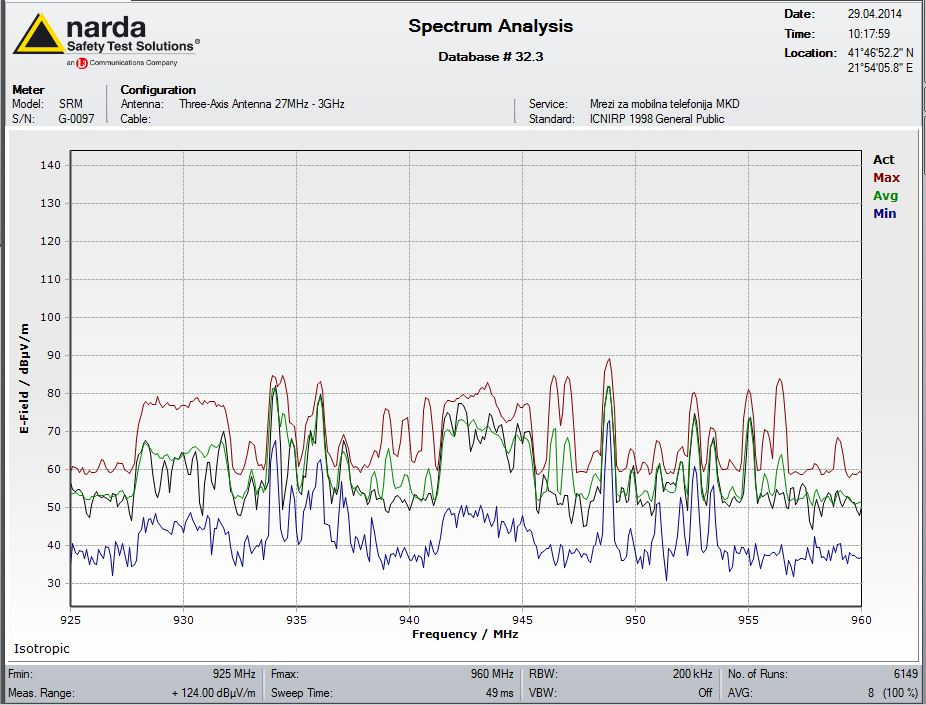 narda
Safety Test Solutions®
an L3 Communications Company
Spectrum Analysis
Database # 32.3
Date: 29.04.2014
Time: 10:17:59
Location: 41°46'52.2" N
21°54'05.8" E
Meter
Model: SRM
S/N: G-0097
Configuration
Antenna: Three-Axis Antenna 27MHz - 3GHz
Cable:
Service: Mrezi za mobilna telefonija MKD
Standard: ICNIRP 1998 General Public
Act
Max
Avg
Min
E-Field / dBµV/m
140
130
120
110
100
90
80
70
60
50
40
30
925 930 935 940 945 950 955 960
Frequency / MHz
Isotropic
Fmin: 925 MHz Fmax: 960 MHz RBW: 200 kHz No. of Runs: 6149
Meas. Range: + 124.00 dBµV/m Sweep Time: 49 ms VBW: Off AVG: 8 (100 %)